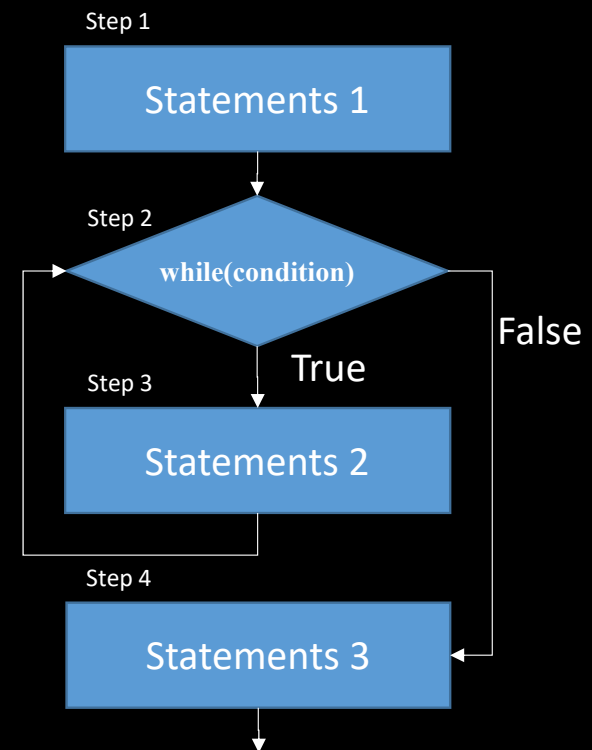 Step 1
Statements 1
Step 2
while(condition)
False
True
Step 3
Statements 2
Step 4
Statements 3